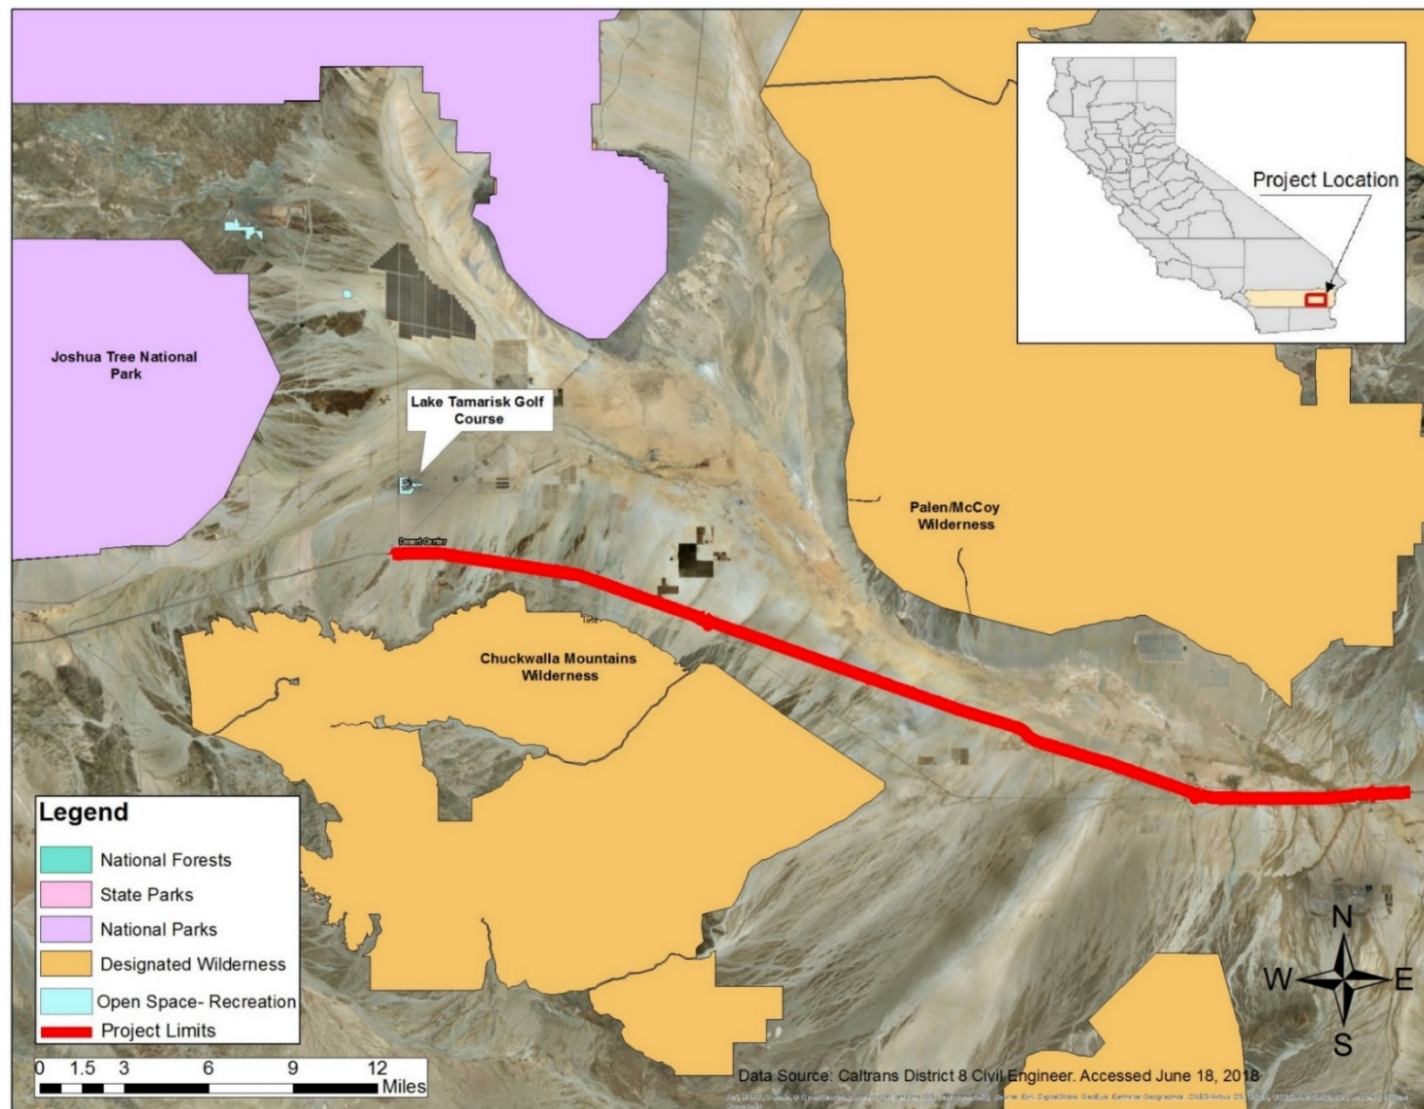 Project Location
Joshua Tree National
Park
Lake Tamarisk Golf
Course
Palen/McCoy
Wilderness
Desert Center
Chuckwalla Mountains
Wilderness
Legend
National Forests
State Parks
National Parks
Designated Wilderness
Open Space- Recreation
Project Limits
0 1.5 3 6 9 12
Miles
N
W E
S
Data Source: Caltrans District 8 Civil Engineer. Accessed June 18, 2018